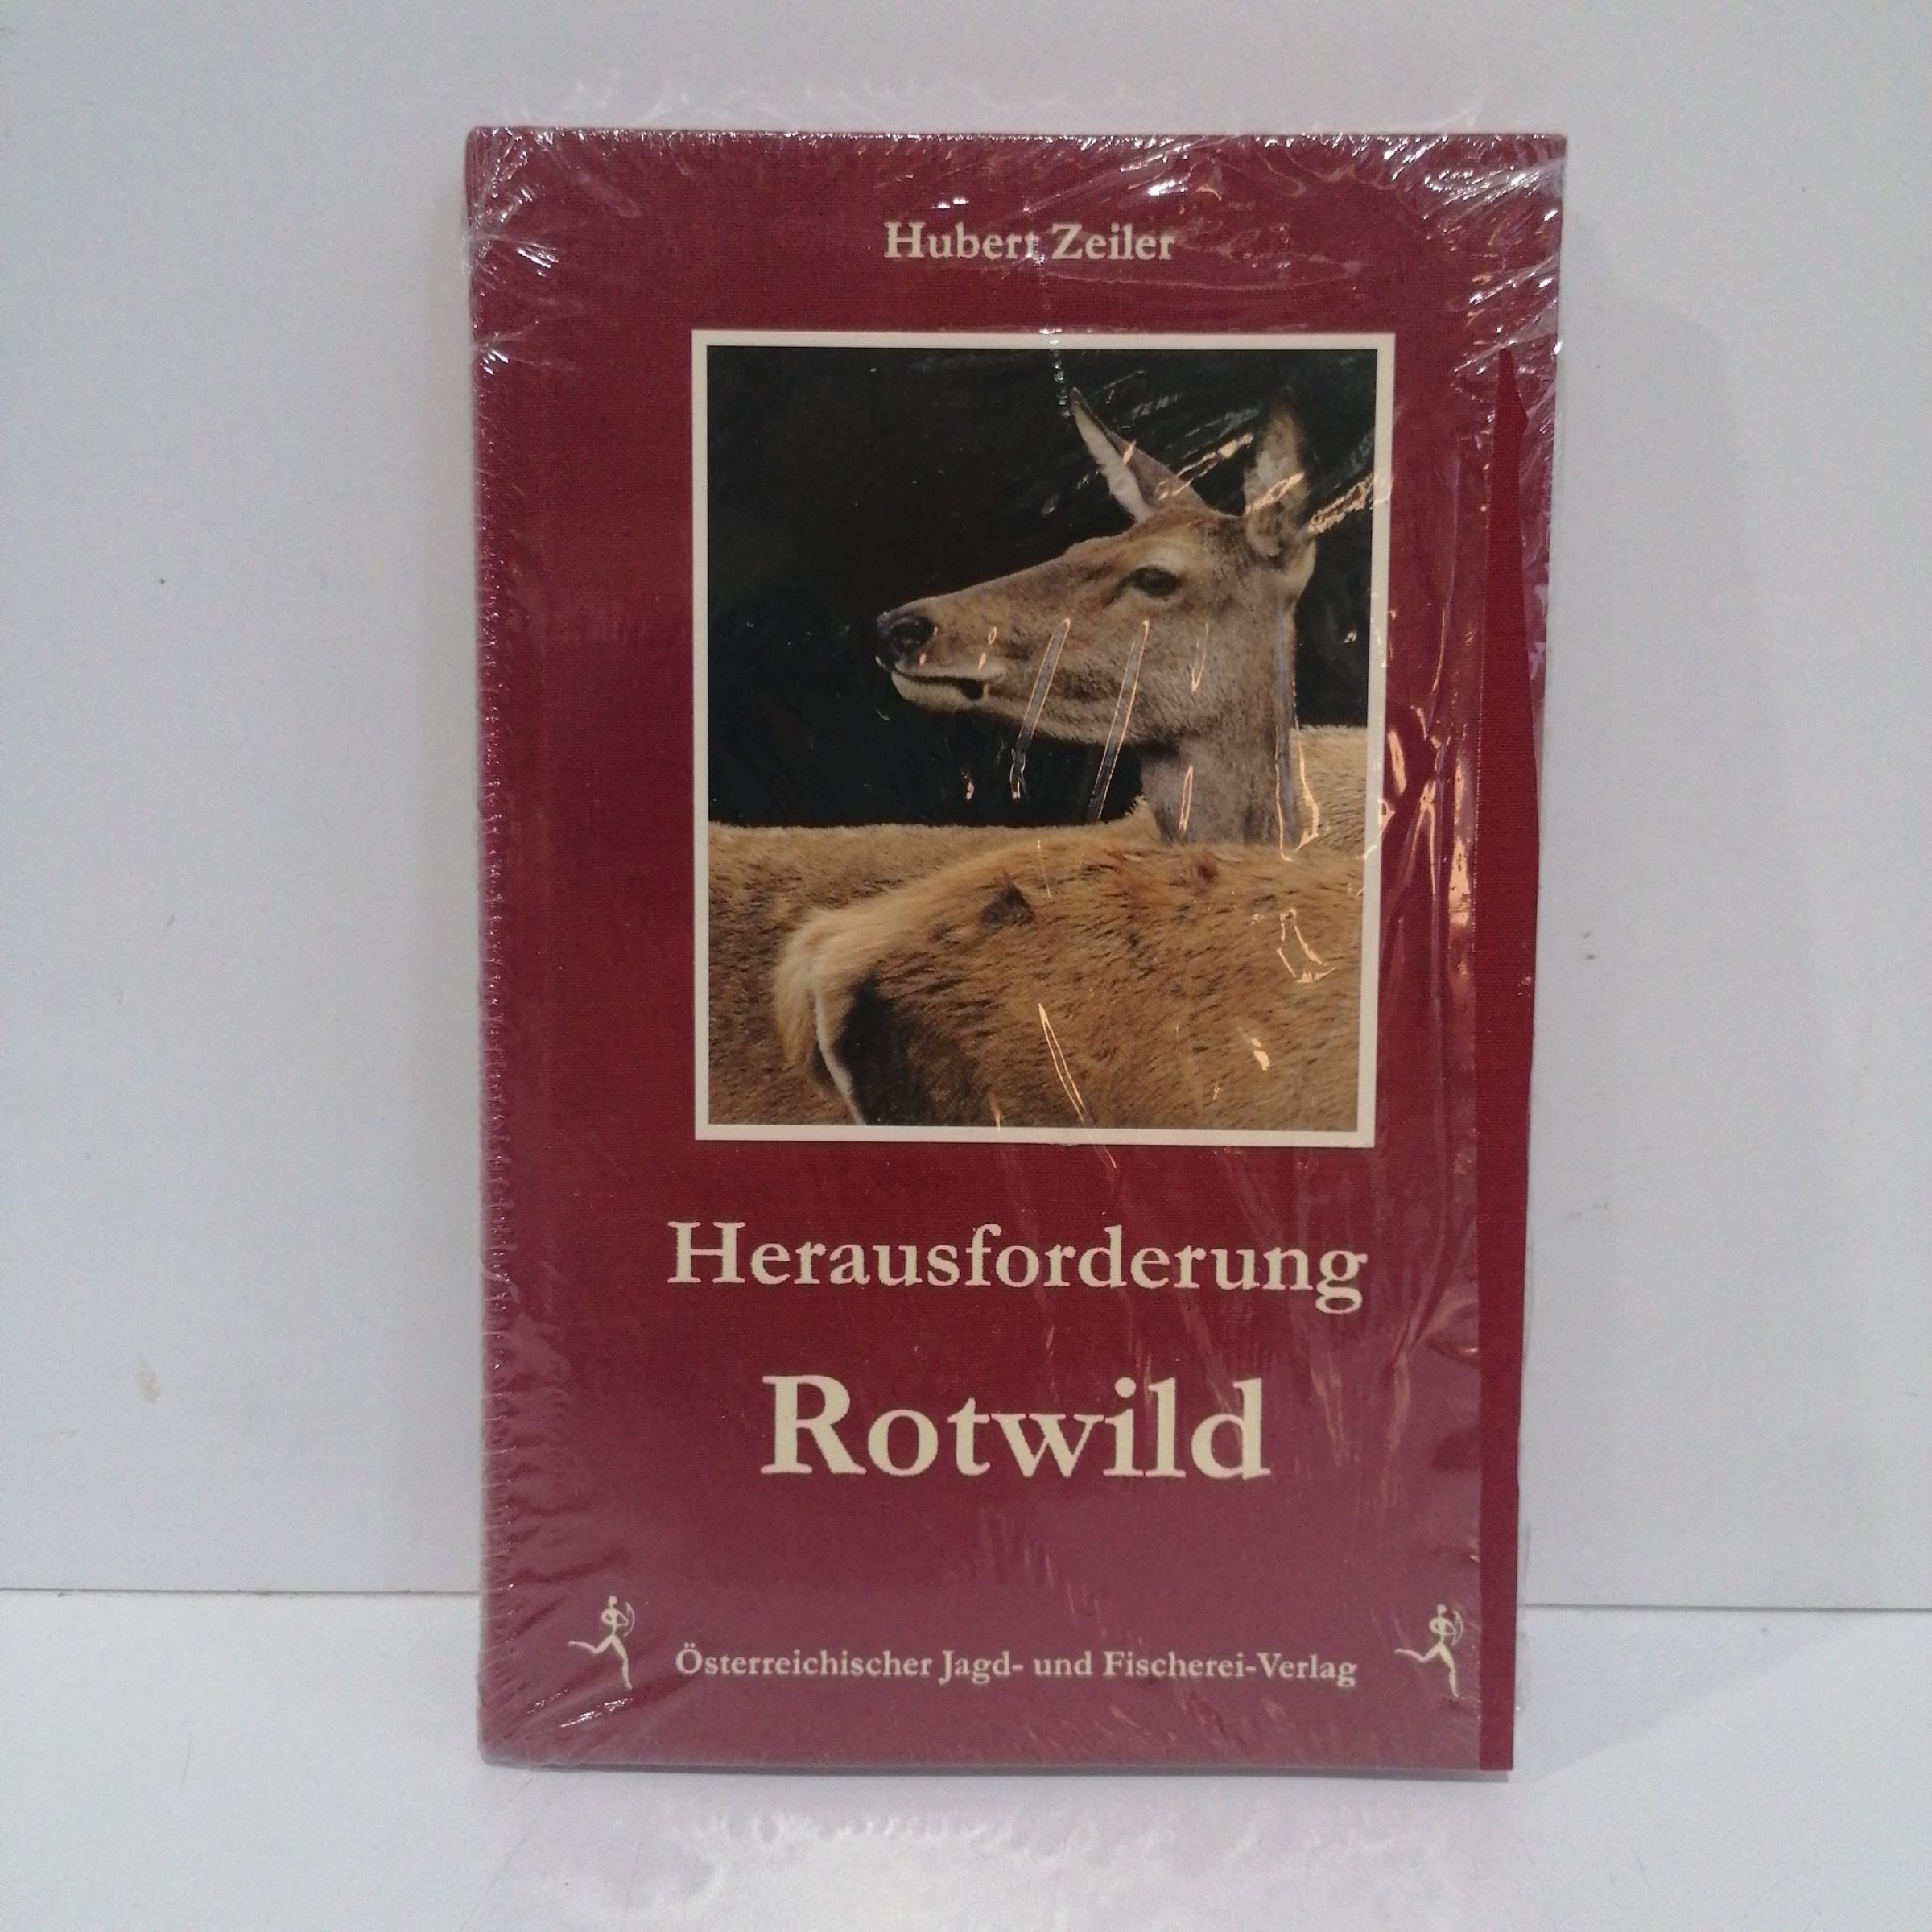 Hubert Zeiler
Herausforderung
Rotwild
Österreichischer Jagd- und Fischerei-Verlag